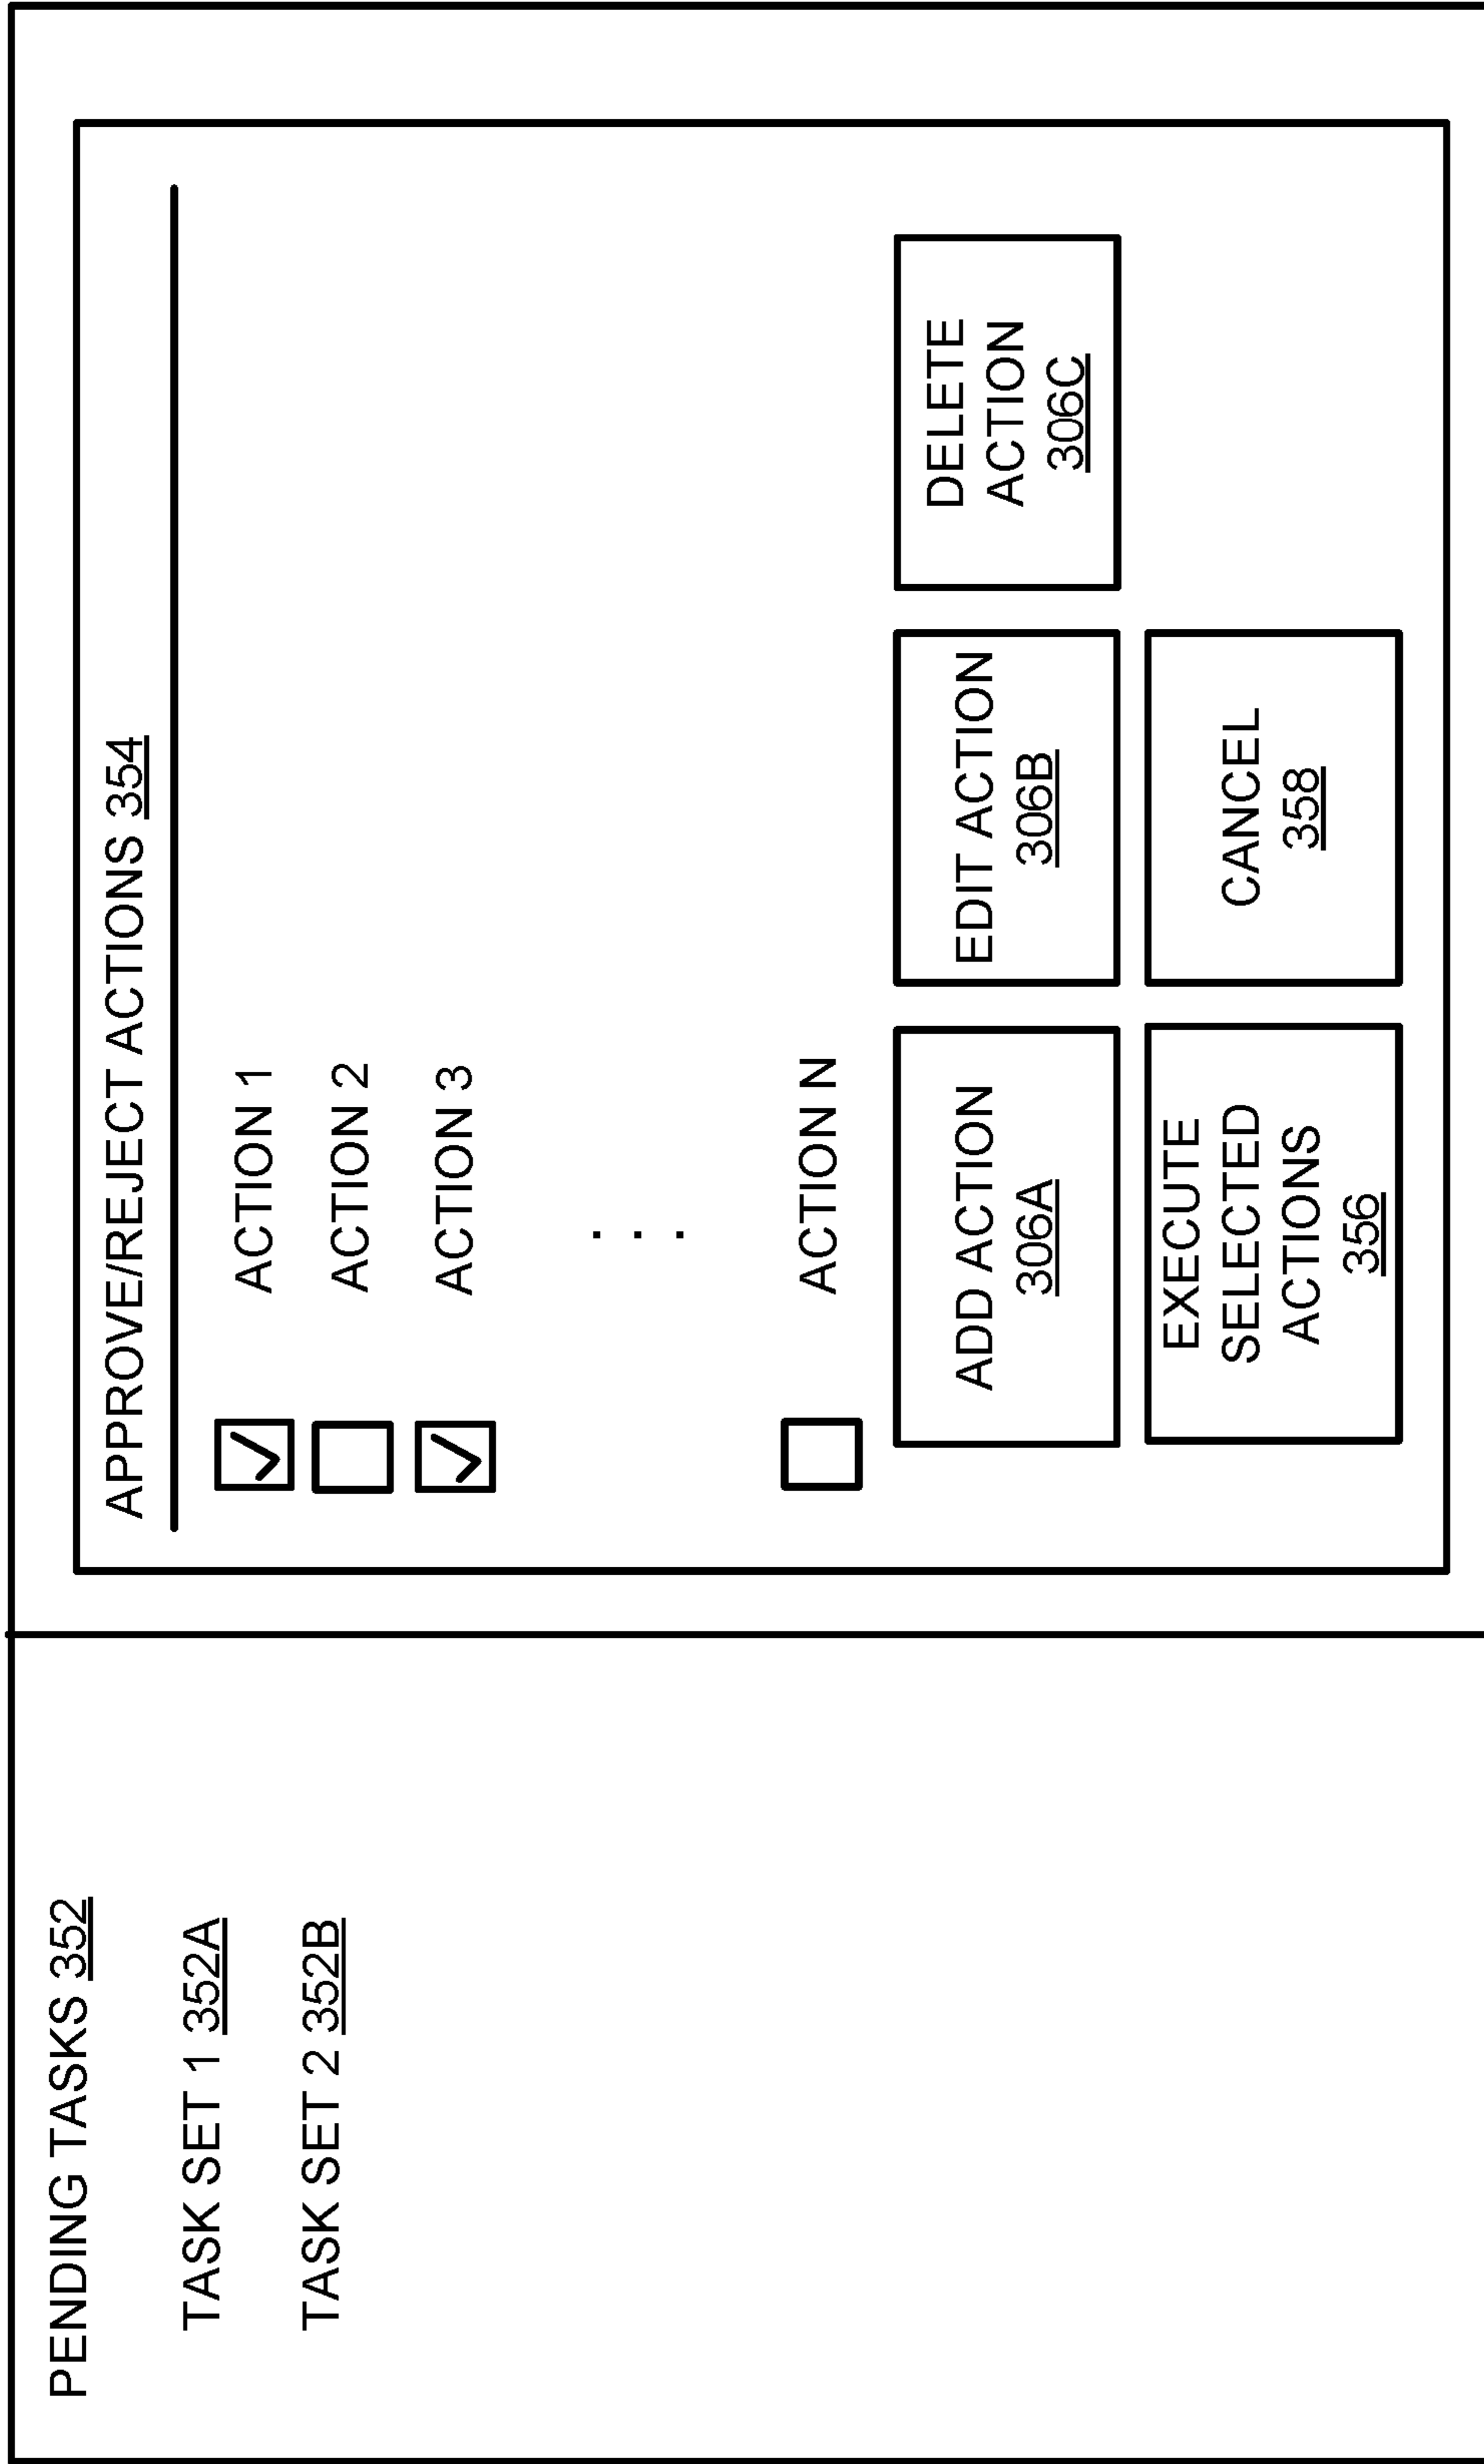 PENDING TASKS 352
TASK SET 1 352A
TASK SET 2 352B
APPROVE/REJECT ACTIONS 354
ACTION 1
ACTION 2
ACTION 3
. . .
ACTION N
ADD ACTION
306A
EDIT ACTION
306B
DELETE
ACTION
306C
EXECUTE
SELECTED
ACTIONS
356
CANCEL
358